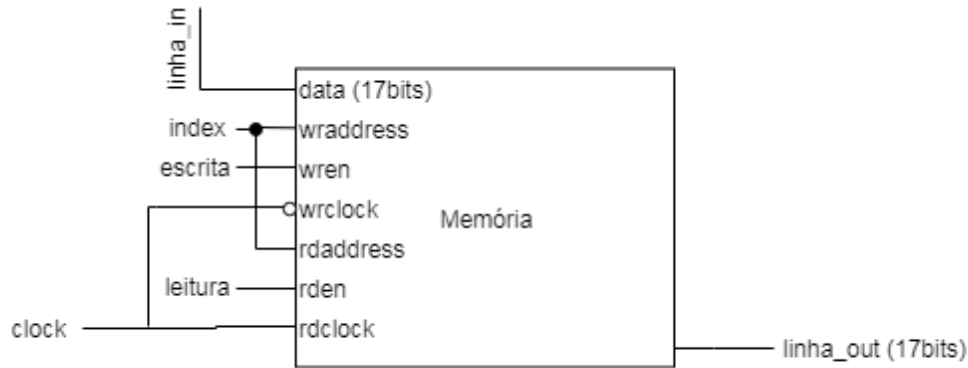 linha_in
data (17bits)
index
wraddress
escrita
wren
wrclock
Memória
rdaddress
leitura
rden
clock
rdclock
linha_out (17bits)